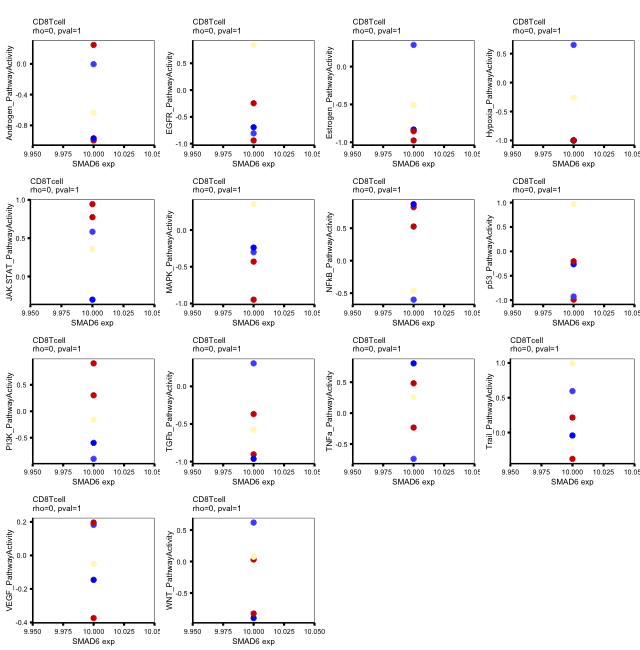 CD8Tcell
rho=0, pval=1
Androgen_PathwayActivity
0.0
-0.4
-0.8
9.950 9.975 10.000 10.025 10.05
SMAD6 exp
CD8Tcell
rho=0, pval=1
EGFR_PathwayActivity
0.5
0.0
-0.5
-1.0
9.950 9.975 10.000 10.025 10.05
SMAD6 exp
CD8Tcell
rho=0, pval=1
Estrogen_PathwayActivity
0.0
-0.5
-1.0
9.950 9.975 10.000 10.025 10.05
SMAD6 exp
CD8Tcell
rho=0, pval=1
Hypoxia_PathwayActivity
0.5
0.0
-0.5
-1.0
9.950 9.975 10.000 10.025 10.05
SMAD6 exp
CD8Tcell
rho=0, pval=1
JAK.STAT_PathwayActivity
1.0
0.5
0.0
9.950 9.975 10.000 10.025 10.05
SMAD6 exp
CD8Tcell
rho=0, pval=1
MAPK_PathwayActivity
0.0
-0.5
-1.0
9.950 9.975 10.000 10.025 10.05
SMAD6 exp
CD8Tcell
rho=0, pval=1
NFkB_PathwayActivity
0.5
0.0
-0.5
9.950 9.975 10.000 10.025 10.05
SMAD6 exp
CD8Tcell
rho=0, pval=1
p53_PathwayActivity
1.0
0.5
0.0
-0.5
-1.0
9.950 9.975 10.000 10.025 10.05
SMAD6 exp
CD8Tcell
rho=0, pval=1
PI3K_PathwayActivity
0.5
0.0
-0.5
9.950 9.975 10.000 10.025 10.05
SMAD6 exp
CD8Tcell
rho=0, pval=1
TGFb_PathwayActivity
0.0
-0.5
-1.0
9.950 9.975 10.000 10.025 10.05
SMAD6 exp
CD8Tcell
rho=0, pval=1
TNFa_PathwayActivity
0.5
0.0
-0.5
9.950 9.975 10.000 10.025 10.05
SMAD6 exp
CD8Tcell
rho=0, pval=1
Trail_PathwayActivity
1.0
0.5
0.0
9.950 9.975 10.000 10.025 10.05
SMAD6 exp
CD8Tcell
rho=0, pval=1
VEGF_PathwayActivity
0.2
0.0
-0.2
-0.4
9.950 9.975 10.000 10.025 10.05
SMAD6 exp
CD8Tcell
rho=0, pval=1
WNT_PathwayActivity
0.5
0.0
-0.5
9.950 9.975 10.000 10.025 10.050
SMAD6 exp